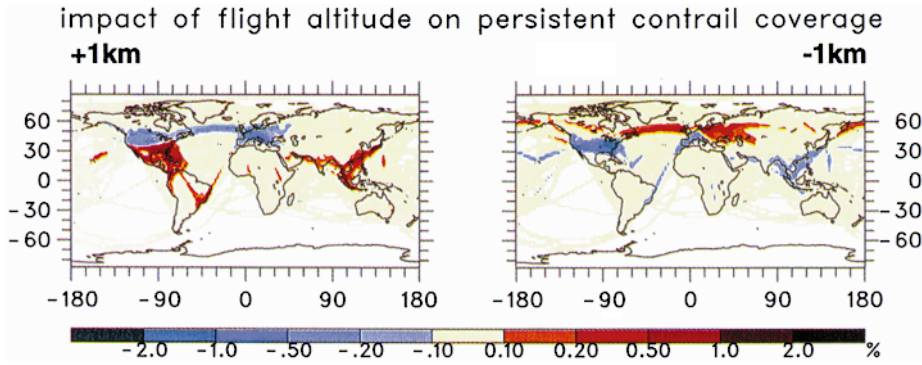 impact of flight altitude on persistent contrail coverage
+1km -1km
60 60
30 30
0 0
-30 -30
-60 -60
-180 -90 0 90 180 -180 -90 0 90 180
-2.0 -1.0 -.50 -.20 -.10 0.10 0.20 0.50 1.0 2.0 %